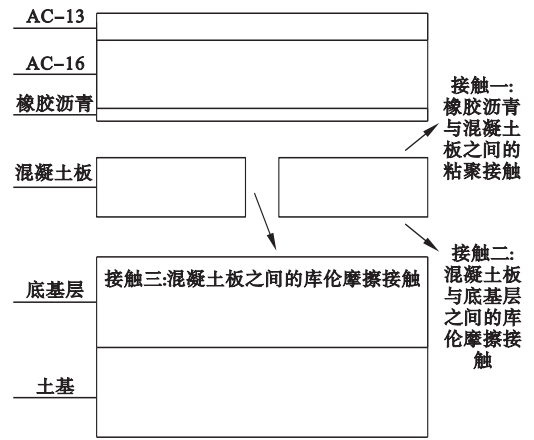 AC-13
AC-16
橡胶沥青
混凝土板
底基层
土基
接触一:
橡胶沥青
与混凝土
板之间的
粘聚接触
接触二:
混凝土板
与底基层
之间的库
伦摩擦接
触
接触三:混凝土板之间的库伦摩擦接触